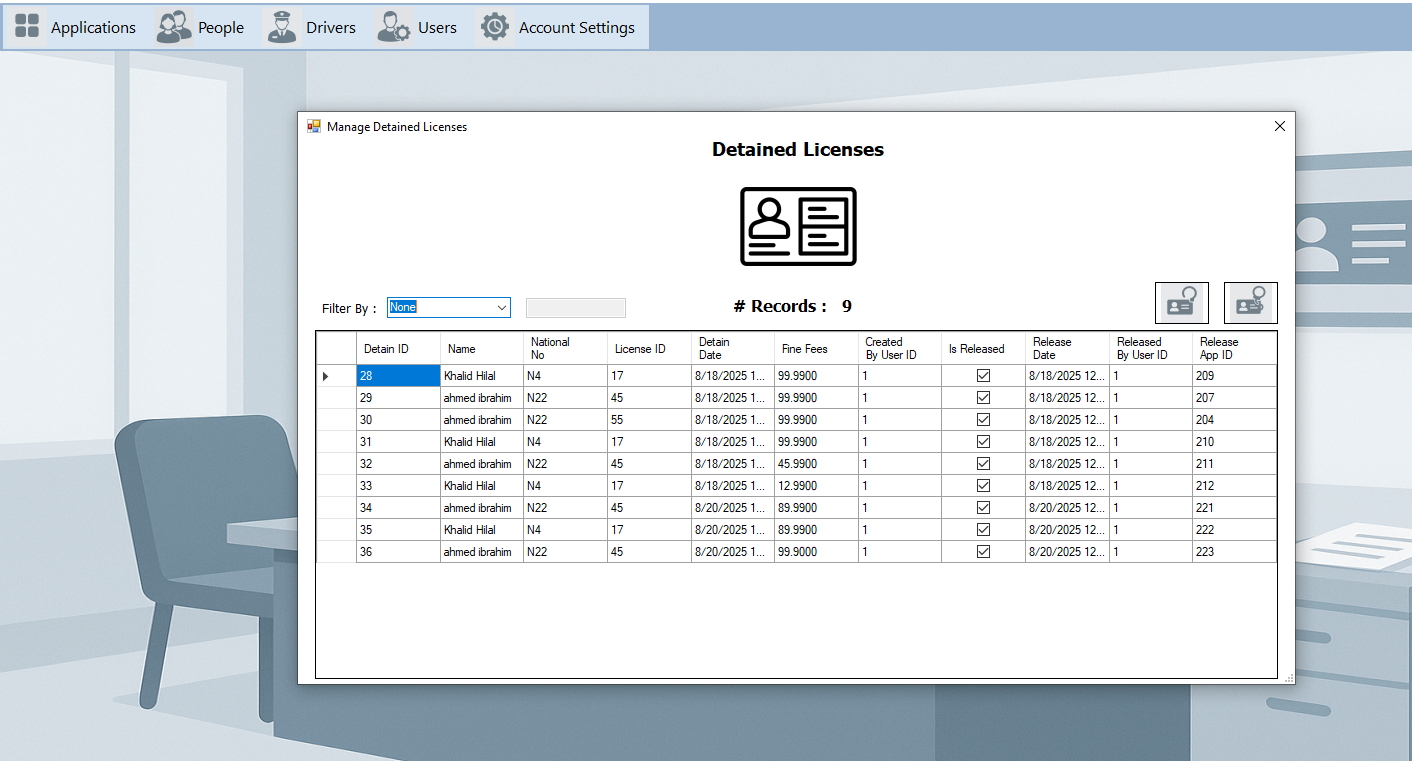 Applications People Drivers Users Account Settings
Manage Detained Licenses
Detained Licenses
Filter By : None # Records : 9
Detain ID Name National No License ID Detain Date Fine Fees Created By User ID Is Released Release Date Released By User ID Release App ID
28 Khalid Hilal N4 17 8/18/2025 1... 99.9900 1 8/18/2025 12... 1 209
29 ahmed ibrahim N22 45 8/18/2025 1... 99.9900 1 8/18/2025 12... 1 207
30 ahmed ibrahim N22 55 8/18/2025 1... 99.9900 1 8/18/2025 12... 1 204
31 Khalid Hilal N4 17 8/18/2025 1... 99.9900 1 8/18/2025 12... 1 210
32 ahmed ibrahim N22 45 8/18/2025 1... 45.9900 1 8/18/2025 12... 1 211
33 Khalid Hilal N4 17 8/18/2025 1... 12.9900 1 8/18/2025 12... 1 212
34 ahmed ibrahim N22 45 8/20/2025 1... 89.9900 1 8/20/2025 12... 1 221
35 Khalid Hilal N4 17 8/20/2025 1... 89.9900 1 8/20/2025 12... 1 222
36 ahmed ibrahim N22 45 8/20/2025 1... 99.9000 1 8/20/2025 12... 1 223